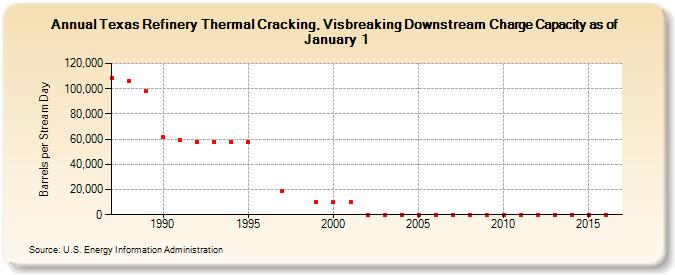 Annual Texas Refinery Thermal Cracking, Visbreaking Downstream Charge Capacity as of
January 1
Barrels per Stream Day
120,000
100,000
80,000
60,000
40,000
20,000
0
1990 1995 2000 2005 2010 2015
Source: U.S. Energy Information Administration